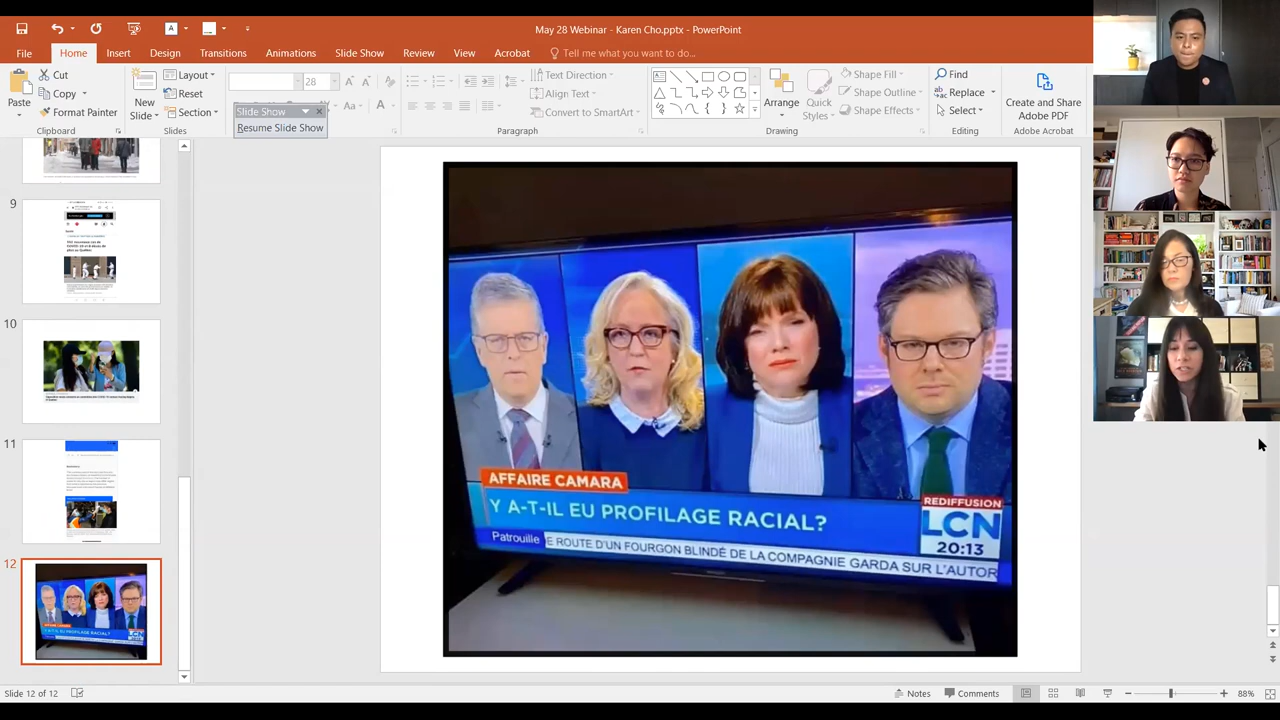 May 28 Webinar - Karen Cho.pptx - PowerPoint
File Home Insert Design Transitions Animations Slide Show Review View Acrobat Tell me what you want to do...
Cut
Copy
Format Painter
Paste
Clipboard
New
Slide
Layout
Reset
Section
Slides
28
Aa
A
Slide Show
Resume Slide Show
Text Direction
Align Text
Convert to SmartArt
Paragraph
Arrange
Quick
Styles
Shape Fill
Shape Outline
Shape Effects
Drawing
Find
Replace
Select
Editing
Create and Share
Adobe PDF
Adobe Acrobat
9
10
11
12
AFFAIRE CAMARA
Y A-T-IL EU PROFILAGE RACIAL?
Patrouille E ROUTE D'UN FOURGON BLINDÉ DE LA COMPAGNIE GARDA SUR L'AUTOR
REDIFFUSION
LCN
20:13
Slide 12 of 12
Notes
Comments
88%